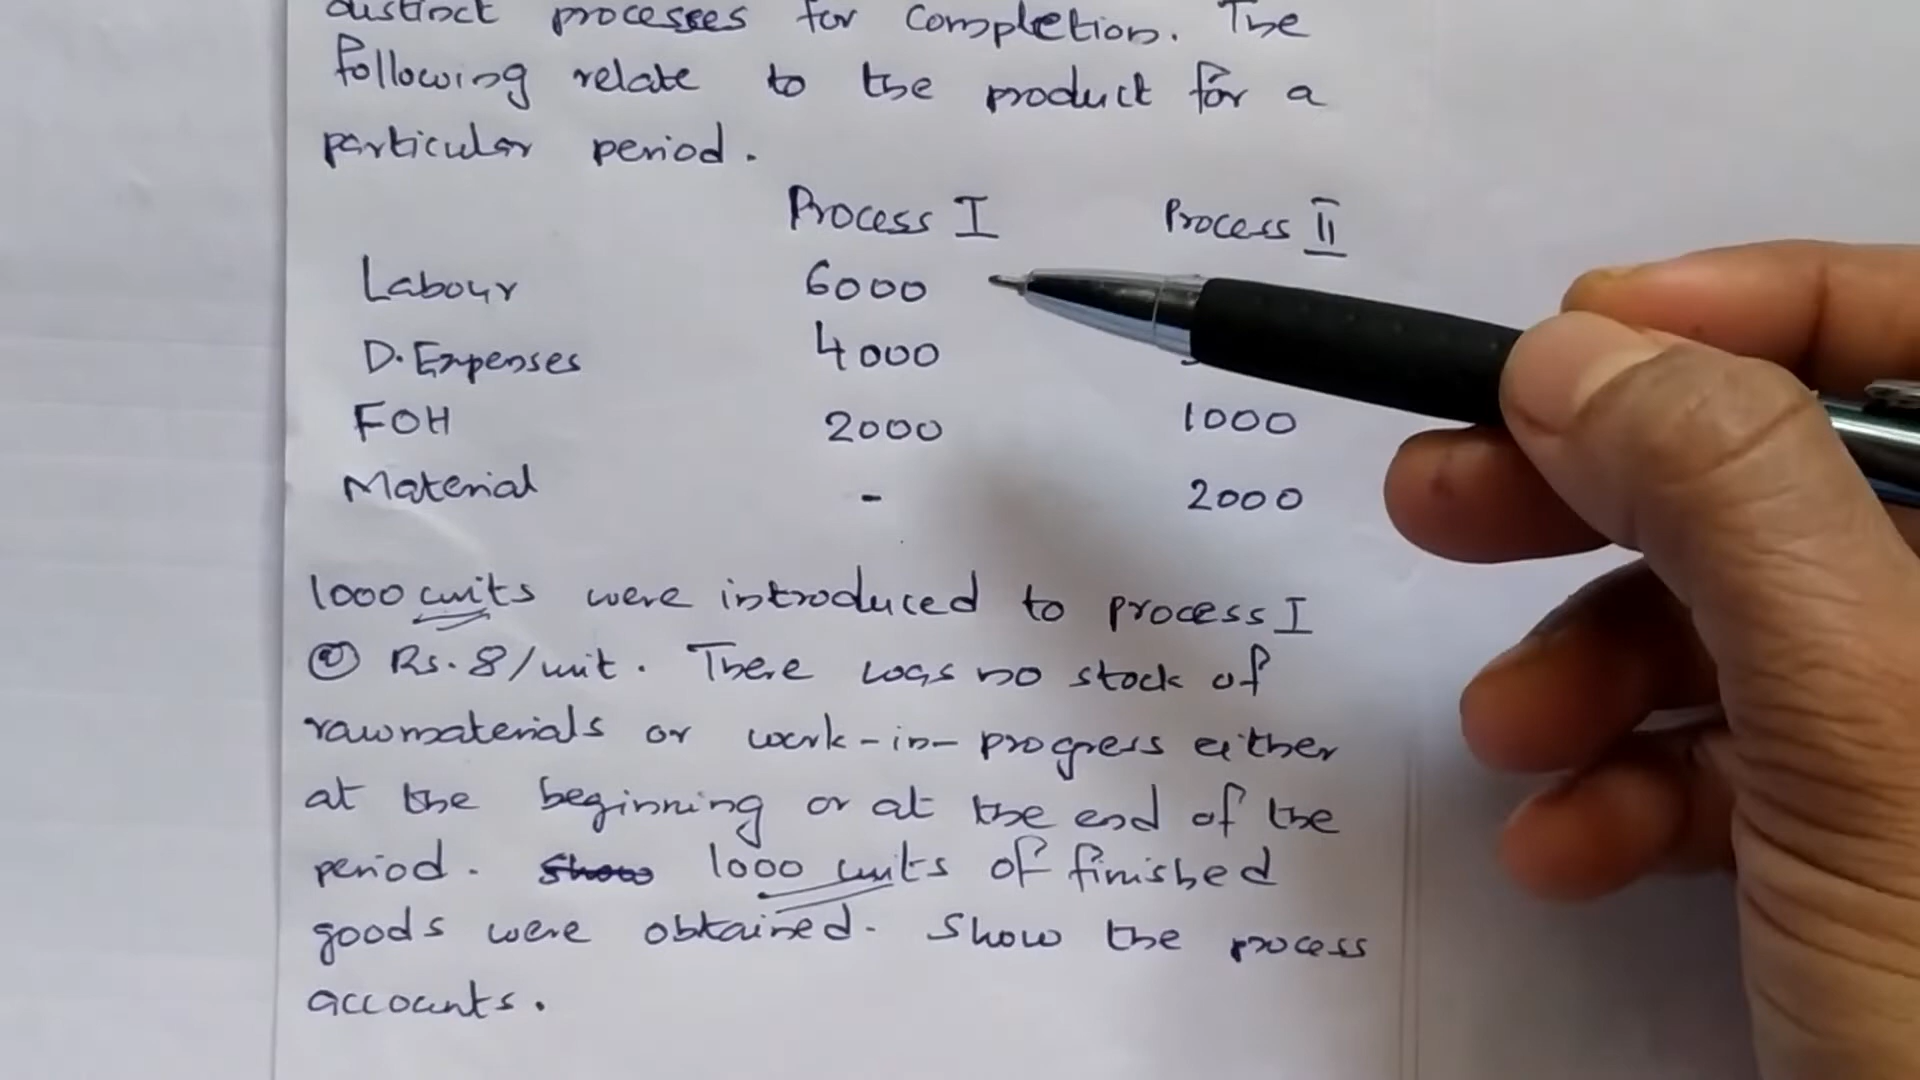 distinct processes for completion. The
following relate to the product for a
particular period.
Process I Process II
Labour 6000
D. Expenses 4000
FOH 2000 1000
Material - 2000
1000 units were introduced to process I
@ Rs. 8/unit. There was no stock of
rawmaterials or work-in-progress either
at the beginning or at the end of the
period. Show 1000 units of finished
goods were obtained. Show the process
accounts.